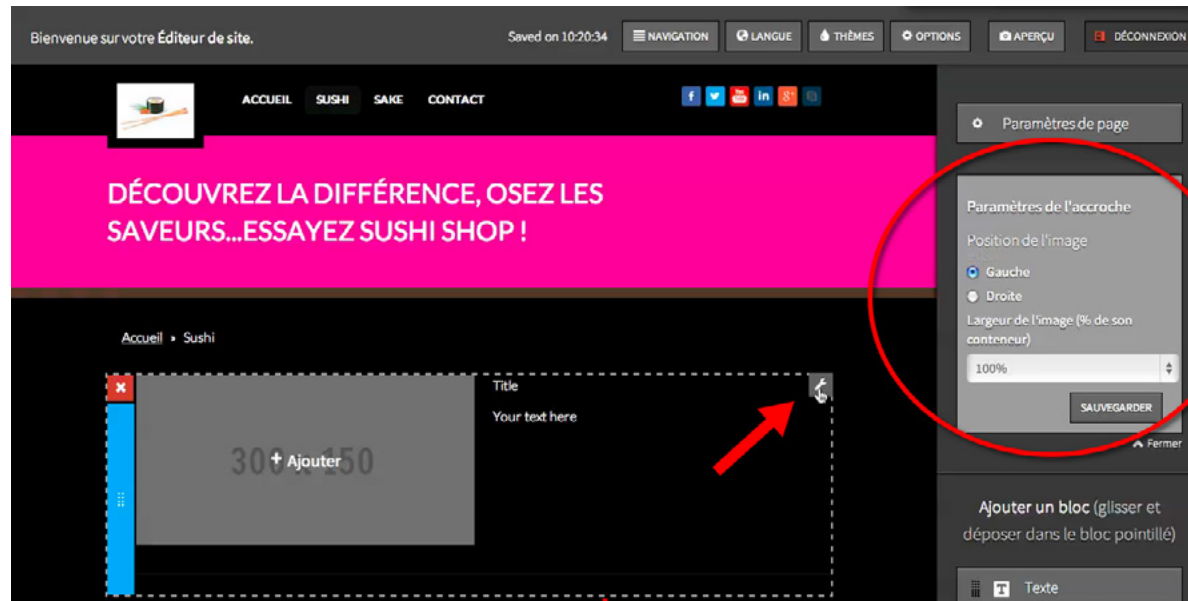 Bienvenue sur votre Éditeur de site.
Saved on 10:20:34
NAVIGATION
LANGUE
THÈMES
OPTIONS
APERÇU
DÉCONNEXION
ACCUEIL SUSHI SAKE CONTACT
Paramètres de page
DÉCOUVREZ LA DIFFÉRENCE, OSEZ LES
SAVEURS...ESSAYEZ SUSHI SHOP !
Paramètres de l'accroche
Position de l'image
Gauche
Droite
Largeur de l'image (% de son
conteneur)
100%
SAUVEGARDER
Fermer
Accueil » Sushi
Title
Your text here
300 x 150
+ Ajouter
Ajouter un bloc (glisser et
déposer dans le bloc pointillé)
Texte